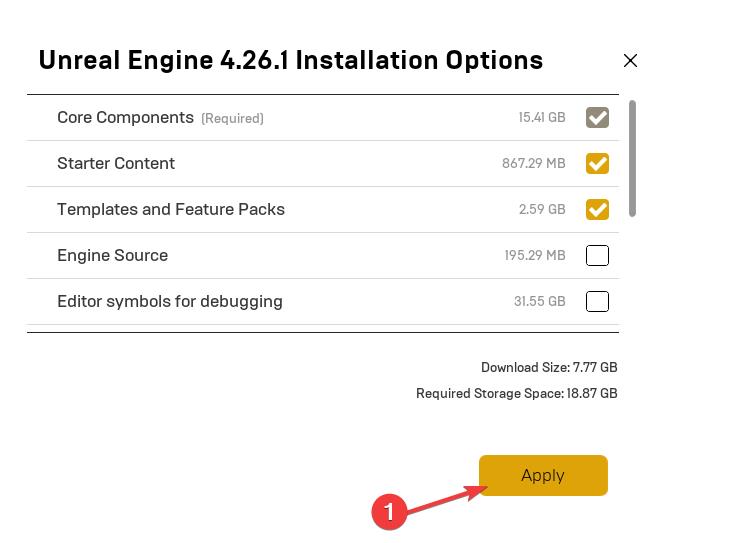 Unreal Engine 4.26.1 Installation Options
Core Components (Required) 15.41 GB
Starter Content 867.29 MB
Templates and Feature Packs 2.59 GB
Engine Source 195.29 MB
Editor symbols for debugging 31.55 GB
Download Size: 7.77 GB
Required Storage Space: 18.87 GB
Apply
1